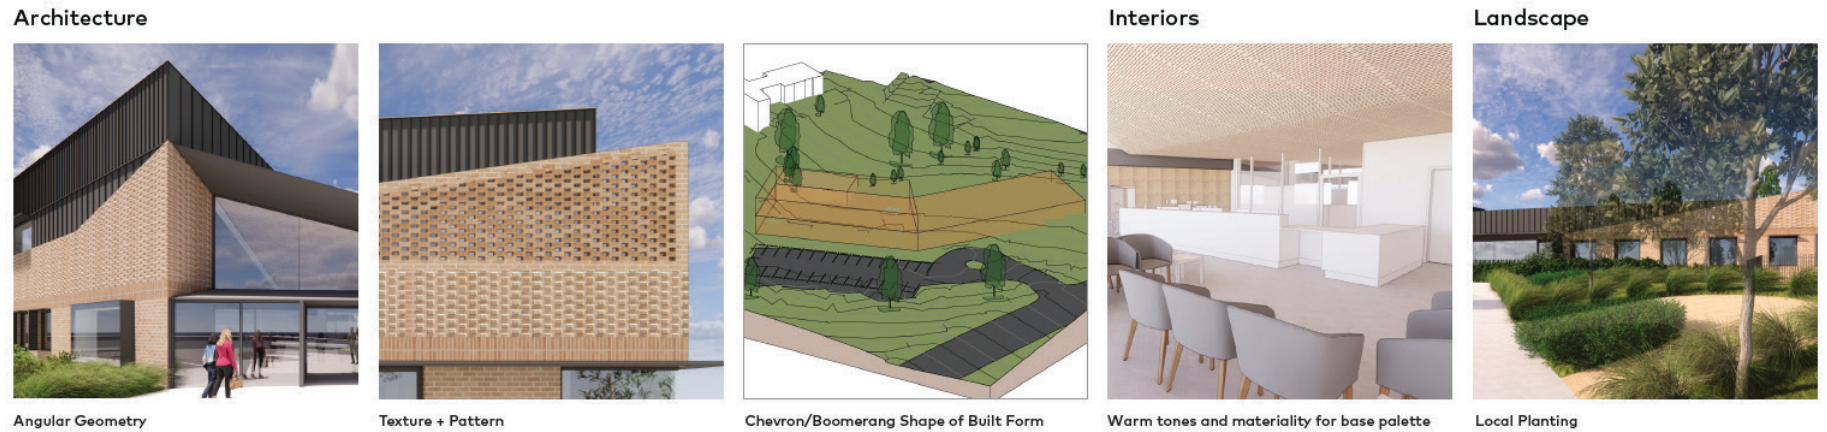 Architecture
Interiors
Landscape
Angular Geometry
Texture + Pattern
Chevron/Boomerang Shape of Built Form
Warm tones and materiality for base palette
Local Planting